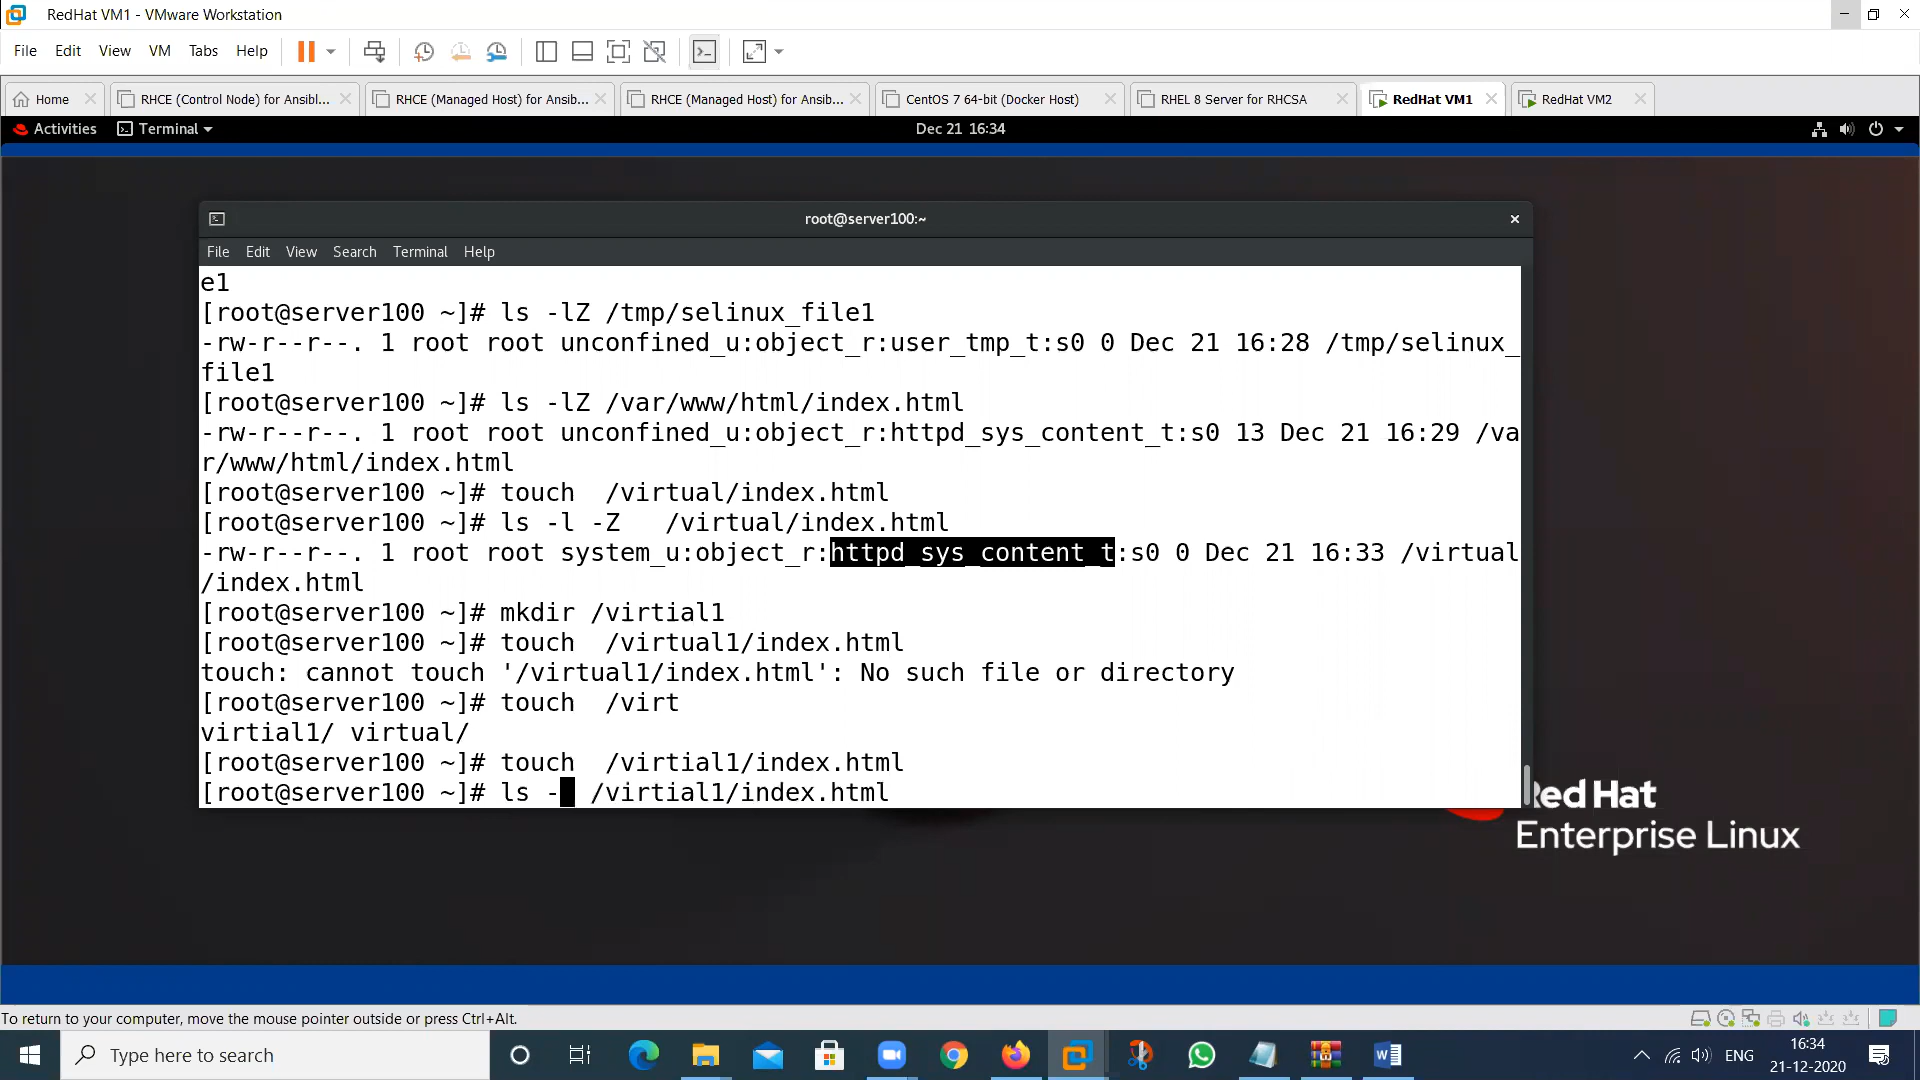 RedHat VM1 - VMware Workstation
File Edit View VM Tabs Help
Home RHCE (Control Node) for Ansibl... RHCE (Managed Host) for Ansib... RHCE (Managed Host) for Ansib... CentOS 7 64-bit (Docker Host) RHEL 8 Server for RHCSA RedHat VM1 RedHat VM2
Activities Terminal Dec 21 16:34
root@server100:~
File Edit View Search Terminal Help
e1
[root@server100 ~]# ls -lZ /tmp/selinux_file1
-rw-r--r--. 1 root root unconfined_u:object_r:user_tmp_t:s0 0 Dec 21 16:28 /tmp/selinux_
file1
[root@server100 ~]# ls -lZ /var/www/html/index.html
-rw-r--r--. 1 root root unconfined_u:object_r:httpd_sys_content_t:s0 13 Dec 21 16:29 /va
r/www/html/index.html
[root@server100 ~]# touch  /virtual/index.html
[root@server100 ~]# ls -l -Z   /virtual/index.html
-rw-r--r--. 1 root root system_u:object_r:httpd_sys_content_t:s0 0 Dec 21 16:33 /virtual
/index.html
[root@server100 ~]# mkdir /virtial1
[root@server100 ~]# touch  /virtual1/index.html
touch: cannot touch '/virtual1/index.html': No such file or directory
[root@server100 ~]# touch  /virt
virtial1/ virtual/
[root@server100 ~]# touch  /virtial1/index.html
[root@server100 ~]# ls -  /virtial1/index.html
Red Hat
Enterprise Linux
To return to your computer, move the mouse pointer outside or press Ctrl+Alt.
Type here to search
ENG
16:34
21-12-2020